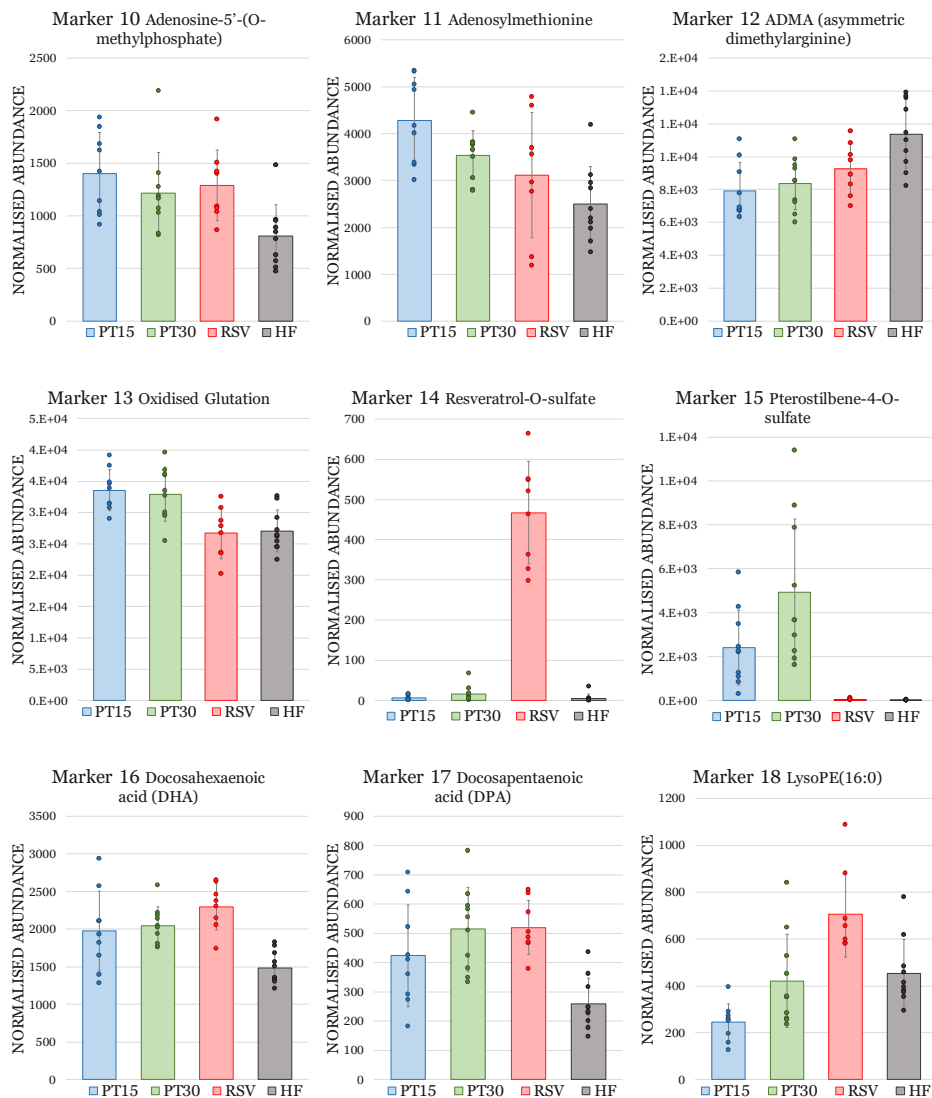 Marker 10 Adenosine-5'-(O-
methylphosphate)
NORMALISED ABUNDANCE
2500
2000
1500
1000
500
0
PT15 PT30 RSV HF
Marker 11 Adenosylmethionine
NORMALISED ABUNDANCE
6000
5000
4000
3000
2000
1000
0
PT15 PT30 RSV HF
Marker 12 ADMA (asymmetric
dimethylarginine)
NORMALISED ABUNDANCE
2.E+04
1.E+04
1.E+04
1.E+04
8.E+03
6.E+03
4.E+03
2.E+03
0.E+00
PT15 PT30 RSV HF
Marker 13 Oxidised Glutation
NORMALISED ABUNDANCE
5.E+04
4.E+04
4.E+04
3.E+04
3.E+04
2.E+04
2.E+04
1.E+04
5.E+03
0.E+00
PT15 PT30 RSV HF
Marker 14 Resveratrol-O-sulfate
NORMALISED ABUNDANCE
700
600
500
400
300
200
100
0
PT15 PT30 RSV HF
Marker 15 Pterostilbene-4-O-
sulfate
NORMALISED ABUNDANCE
1.E+04
1.E+04
8.E+03
6.E+03
4.E+03
2.E+03
0.E+00
PT15 PT30 RSV HF
Marker 16 Docosahexaenoic
acid (DHA)
NORMALISED ABUNDANCE
3500
3000
2500
2000
1500
1000
500
0
PT15 PT30 RSV HF
Marker 17 Docosapentaenoic
acid (DPA)
NORMALISED ABUNDANCE
900
800
700
600
500
400
300
200
100
0
PT15 PT30 RSV HF
Marker 18 LysoPE(16:0)
NORMALISED ABUNDANCE
1200
1000
800
600
400
200
0
PT15 PT30 RSV HF